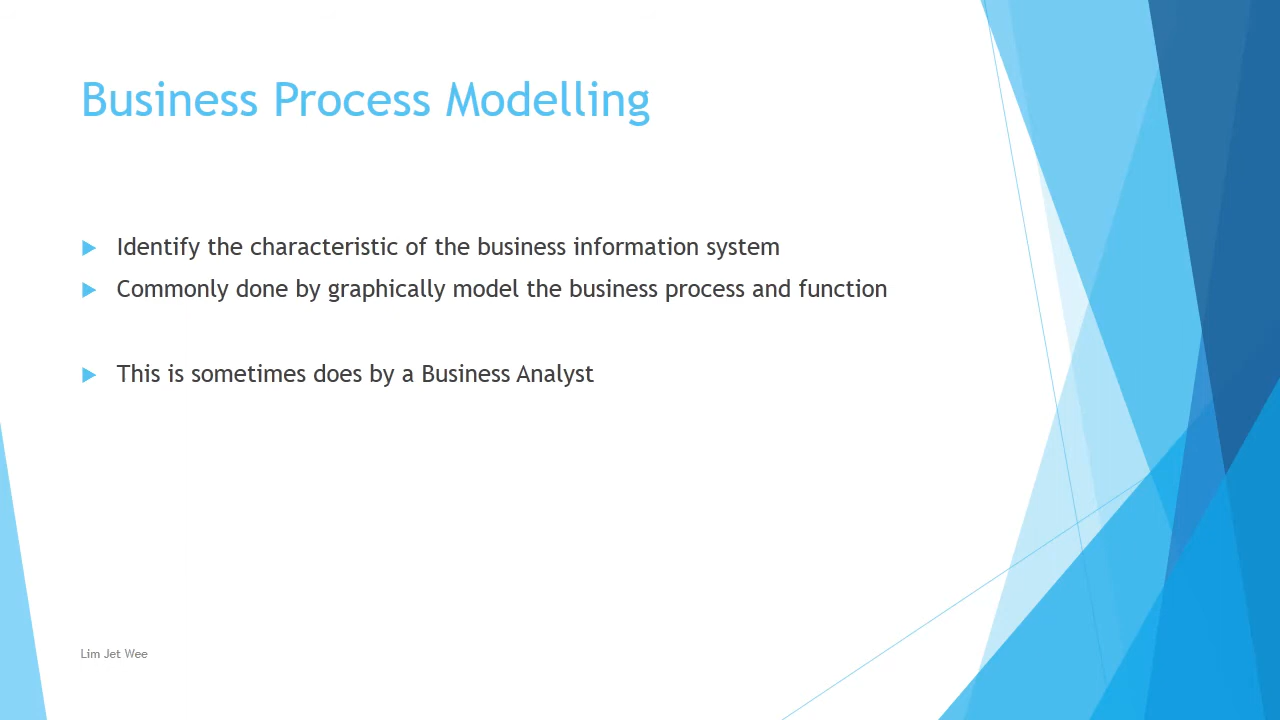 Business Process Modelling
Identify the characteristic of the business information system
Commonly done by graphically model the business process and function
This is sometimes does by a Business Analyst
Lim Jet Wee